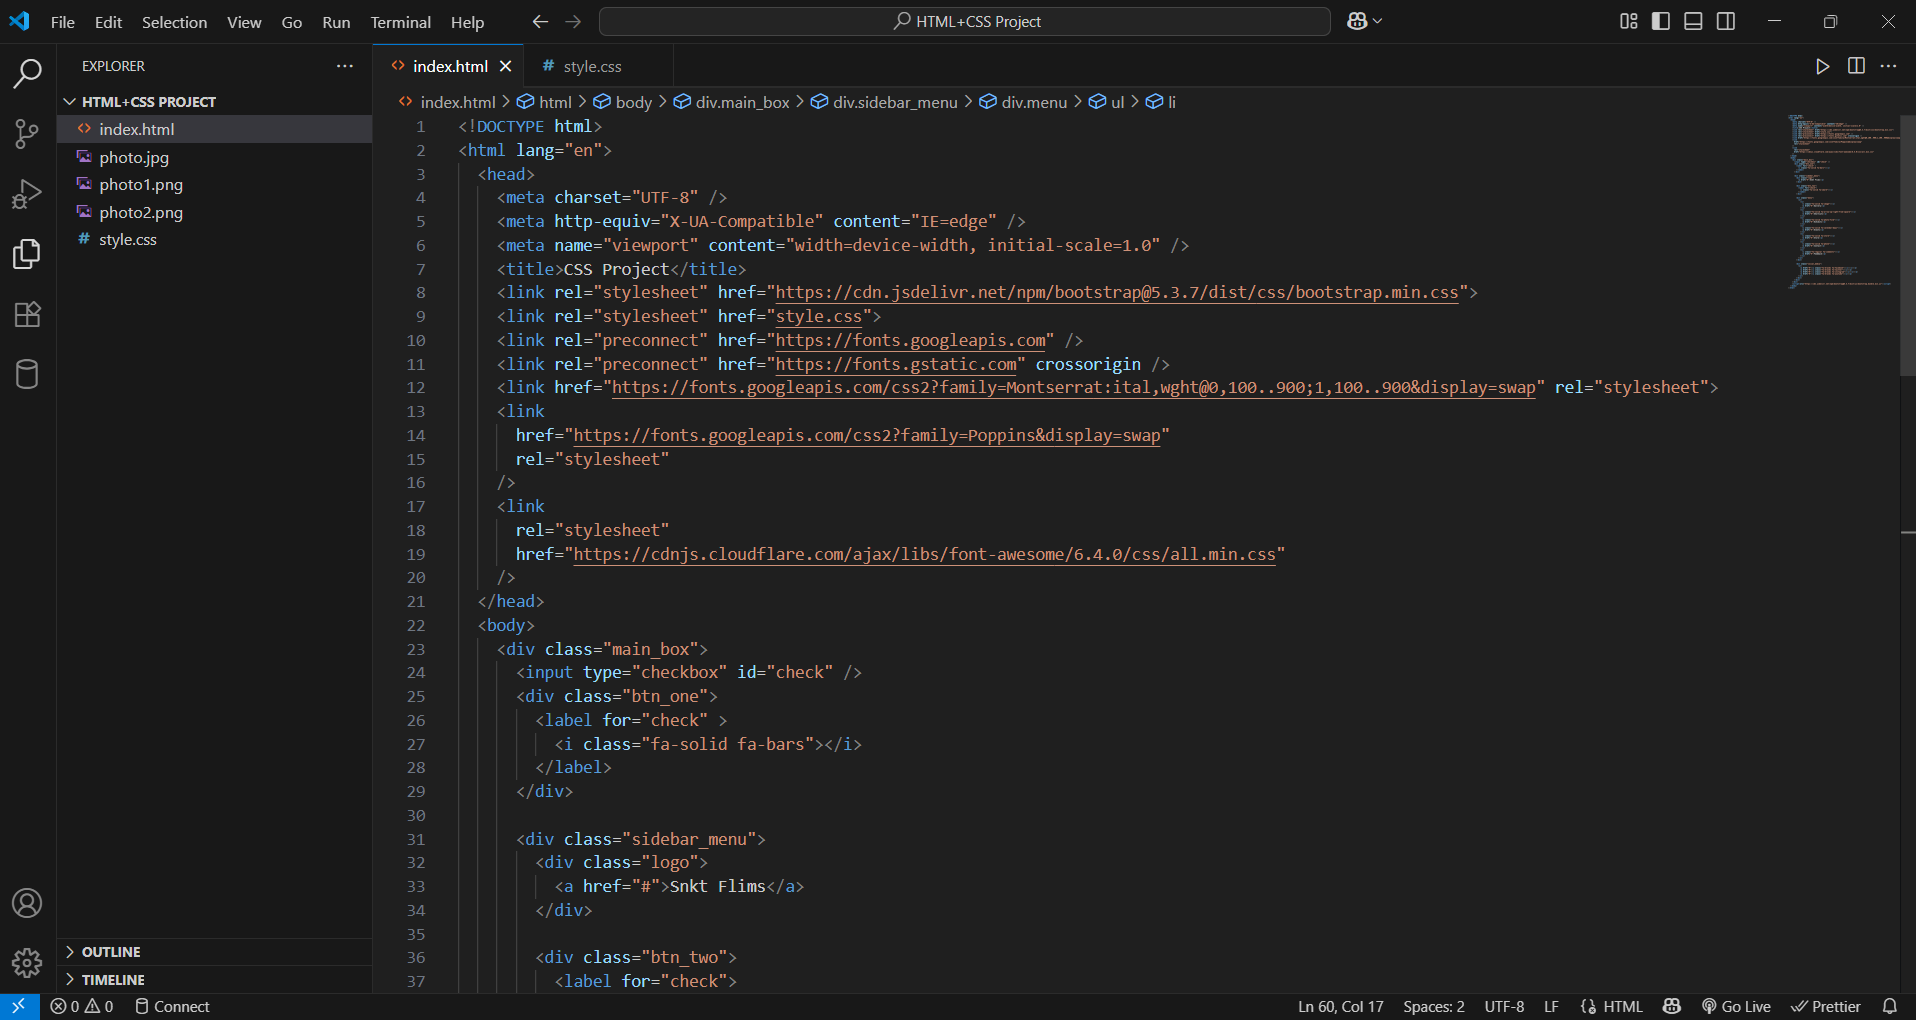 File Edit Selection View Go Run Terminal Help
HTML+CSS Project
EXPLORER
HTML+CSS PROJECT
index.html
photo.jpg
photo1.png
photo2.png
style.css
OUTLINE
TIMELINE
index.html
style.css
index.html > html > body > div.main_box > div.sidebar_menu > div.menu > ul > li
1 <!DOCTYPE html>
2 <html lang="en">
3 <head>
4 <meta charset="UTF-8" />
5 <meta http-equiv="X-UA-Compatible" content="IE=edge" />
6 <meta name="viewport" content="width=device-width, initial-scale=1.0" />
7 <title>CSS Project</title>
8 <link rel="stylesheet" href="https://cdn.jsdelivr.net/npm/bootstrap@5.3.7/dist/css/bootstrap.min.css">
9 <link rel="stylesheet" href="style.css">
10 <link rel="preconnect" href="https://fonts.googleapis.com" />
11 <link rel="preconnect" href="https://fonts.gstatic.com" crossorigin />
12 <link href="https://fonts.googleapis.com/css2?family=Montserrat:ital,wght@0,100..900;1,100..900&display=swap" rel="stylesheet">
13 <link
14 href="https://fonts.googleapis.com/css2?family=Poppins&display=swap"
15 rel="stylesheet"
16 />
17 <link
18 rel="stylesheet"
19 href="https://cdnjs.cloudflare.com/ajax/libs/font-awesome/6.4.0/css/all.min.css"
20 />
21 </head>
22 <body>
23 <div class="main_box">
24 <input type="checkbox" id="check" />
25 <div class="btn_one">
26 <label for="check" >
27 <i class="fa-solid fa-bars"></i>
28 </label>
29 </div>
30
31 <div class="sidebar_menu">
32 <div class="logo">
33 <a href="#">Snkt Flims</a>
34 </div>
35
36 <div class="btn_two">
37 <label for="check">
0 0 Connect
Ln 60, Col 17 Spaces: 2 UTF-8 LF HTML Go Live Prettier